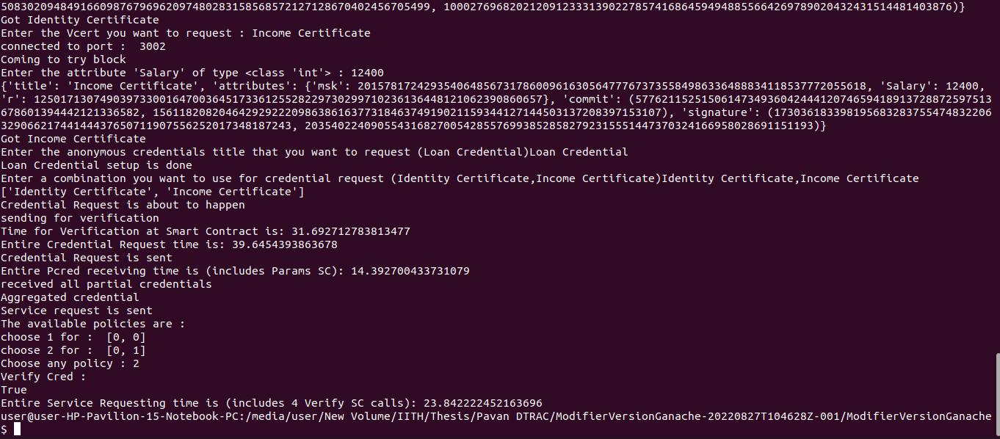 50830209484916609876796962097480283158568572127128670402456705499, 10002769682021209123331390227857416864594948855664269789020432431514481403876)}
Got Identity Certificate
Enter the Vcert you want to request : Income Certificate
connected to port :  3002
Coming to try block
Enter the attribute 'Salary' of type <class 'int'> : 12400
{'title': 'Income Certificate', 'attributes': {'msk': 20157817242935406485673178600961630564777673735584986336488834118537772055618, 'Salary': 12400,
'r': 12501713074903973300164700364517336125528229730299710236136448121062390860657}, 'commit': (5776211525150614734936042444120746594189137288725975136
78601394442121336582, 15611820820464292922209863861637731846374919021159344127144503137208397153107), 'signature': (173036183398195683283755474832206
32906621744144437650711907556252017348187243, 2035402240905543168270054285576993852858279231555144737032416695802869115119​3)}
Got Income Certificate
Enter the anonymous credentials title that you want to request (Loan Credential)Loan Credential
Loan Credential setup is done
Enter a combination you want to use for credential request (Identity Certificate,Income Certificate)Identity Certificate,Income Certificate
['Identity Certificate', 'Income Certificate']
Credential Request is about to happen
sending for verification
Time for Verification at Smart Contract is: 31.692712783813477
Entire Credential Request time is: 39.6454393863678
Credential Request is sent
Entire Pcred receiving time is (includes Params SC): 14.392700433731079
received all partial credentials
Aggregated credential
Service request is sent
The available policies are :
choose 1 for :  [0, 0]
choose 2 for :  [0, 1]
Choose any policy : 2
Verify Cred :
True
Entire Service Requesting time is (includes 4 Verify SC calls): 23.842222452163696
user@user-HP-Pavilion-15-Notebook-PC:/media/user/New Volume/IITH/Thesis/Pavan DTRAC/ModifierVersionGanache-20220827T104628Z-001/ModifierVersionGanache
$